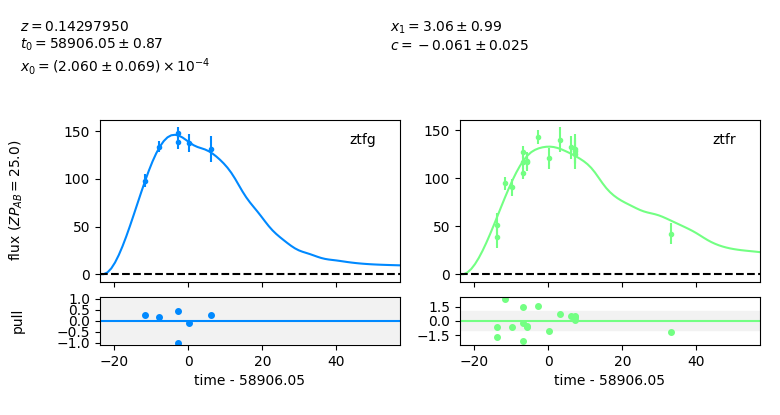 z = 0.14297950
t₀ = 58906.05 ± 0.87
x₀ = (2.060 ± 0.069) × 10⁻⁴
x₁ = 3.06 ± 0.99
c = −0.061 ± 0.025
flux (ZP_AB = 25.0)
150
100
50
0
ztfg
150
100
50
0
ztfr
pull
1.0
0.5
0.0
−0.5
−1.0
1.5
0.0
−1.5
−20 0 20 40
−20 0 20 40
time - 58906.05
time - 58906.05